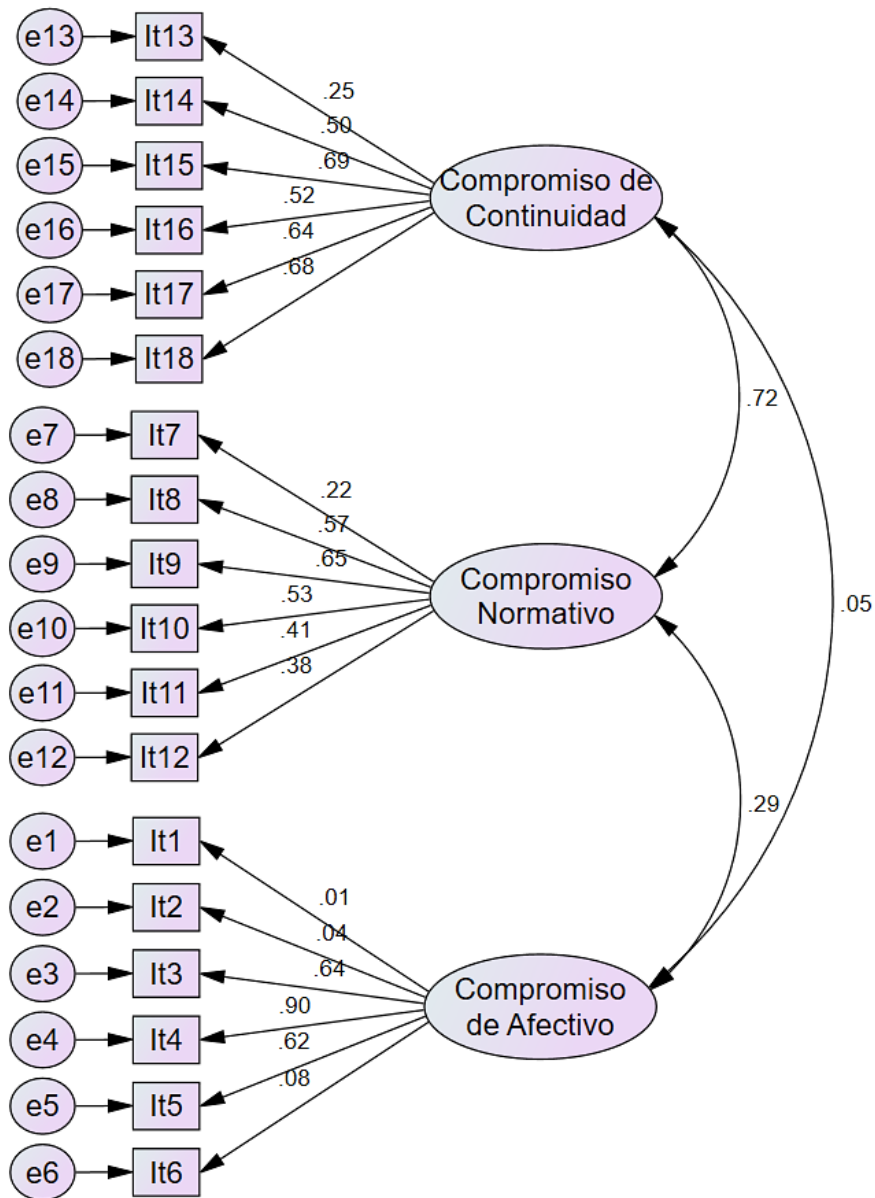 e13 It13
.25
e14 It14
.50
e15 It15
.69
e16 It16
.52
e17 It17
.64
e18 It18
.68
Compromiso de
Continuidad
.72
e7 It7
.22
e8 It8
.57
e9 It9
.65
e10 It10
.53
e11 It11
.41
e12 It12
.38
Compromiso
Normativo
.05
.29
e1 It1
.01
e2 It2
.04
e3 It3
.64
e4 It4
.90
e5 It5
.62
e6 It6
.08
Compromiso
de Afectivo